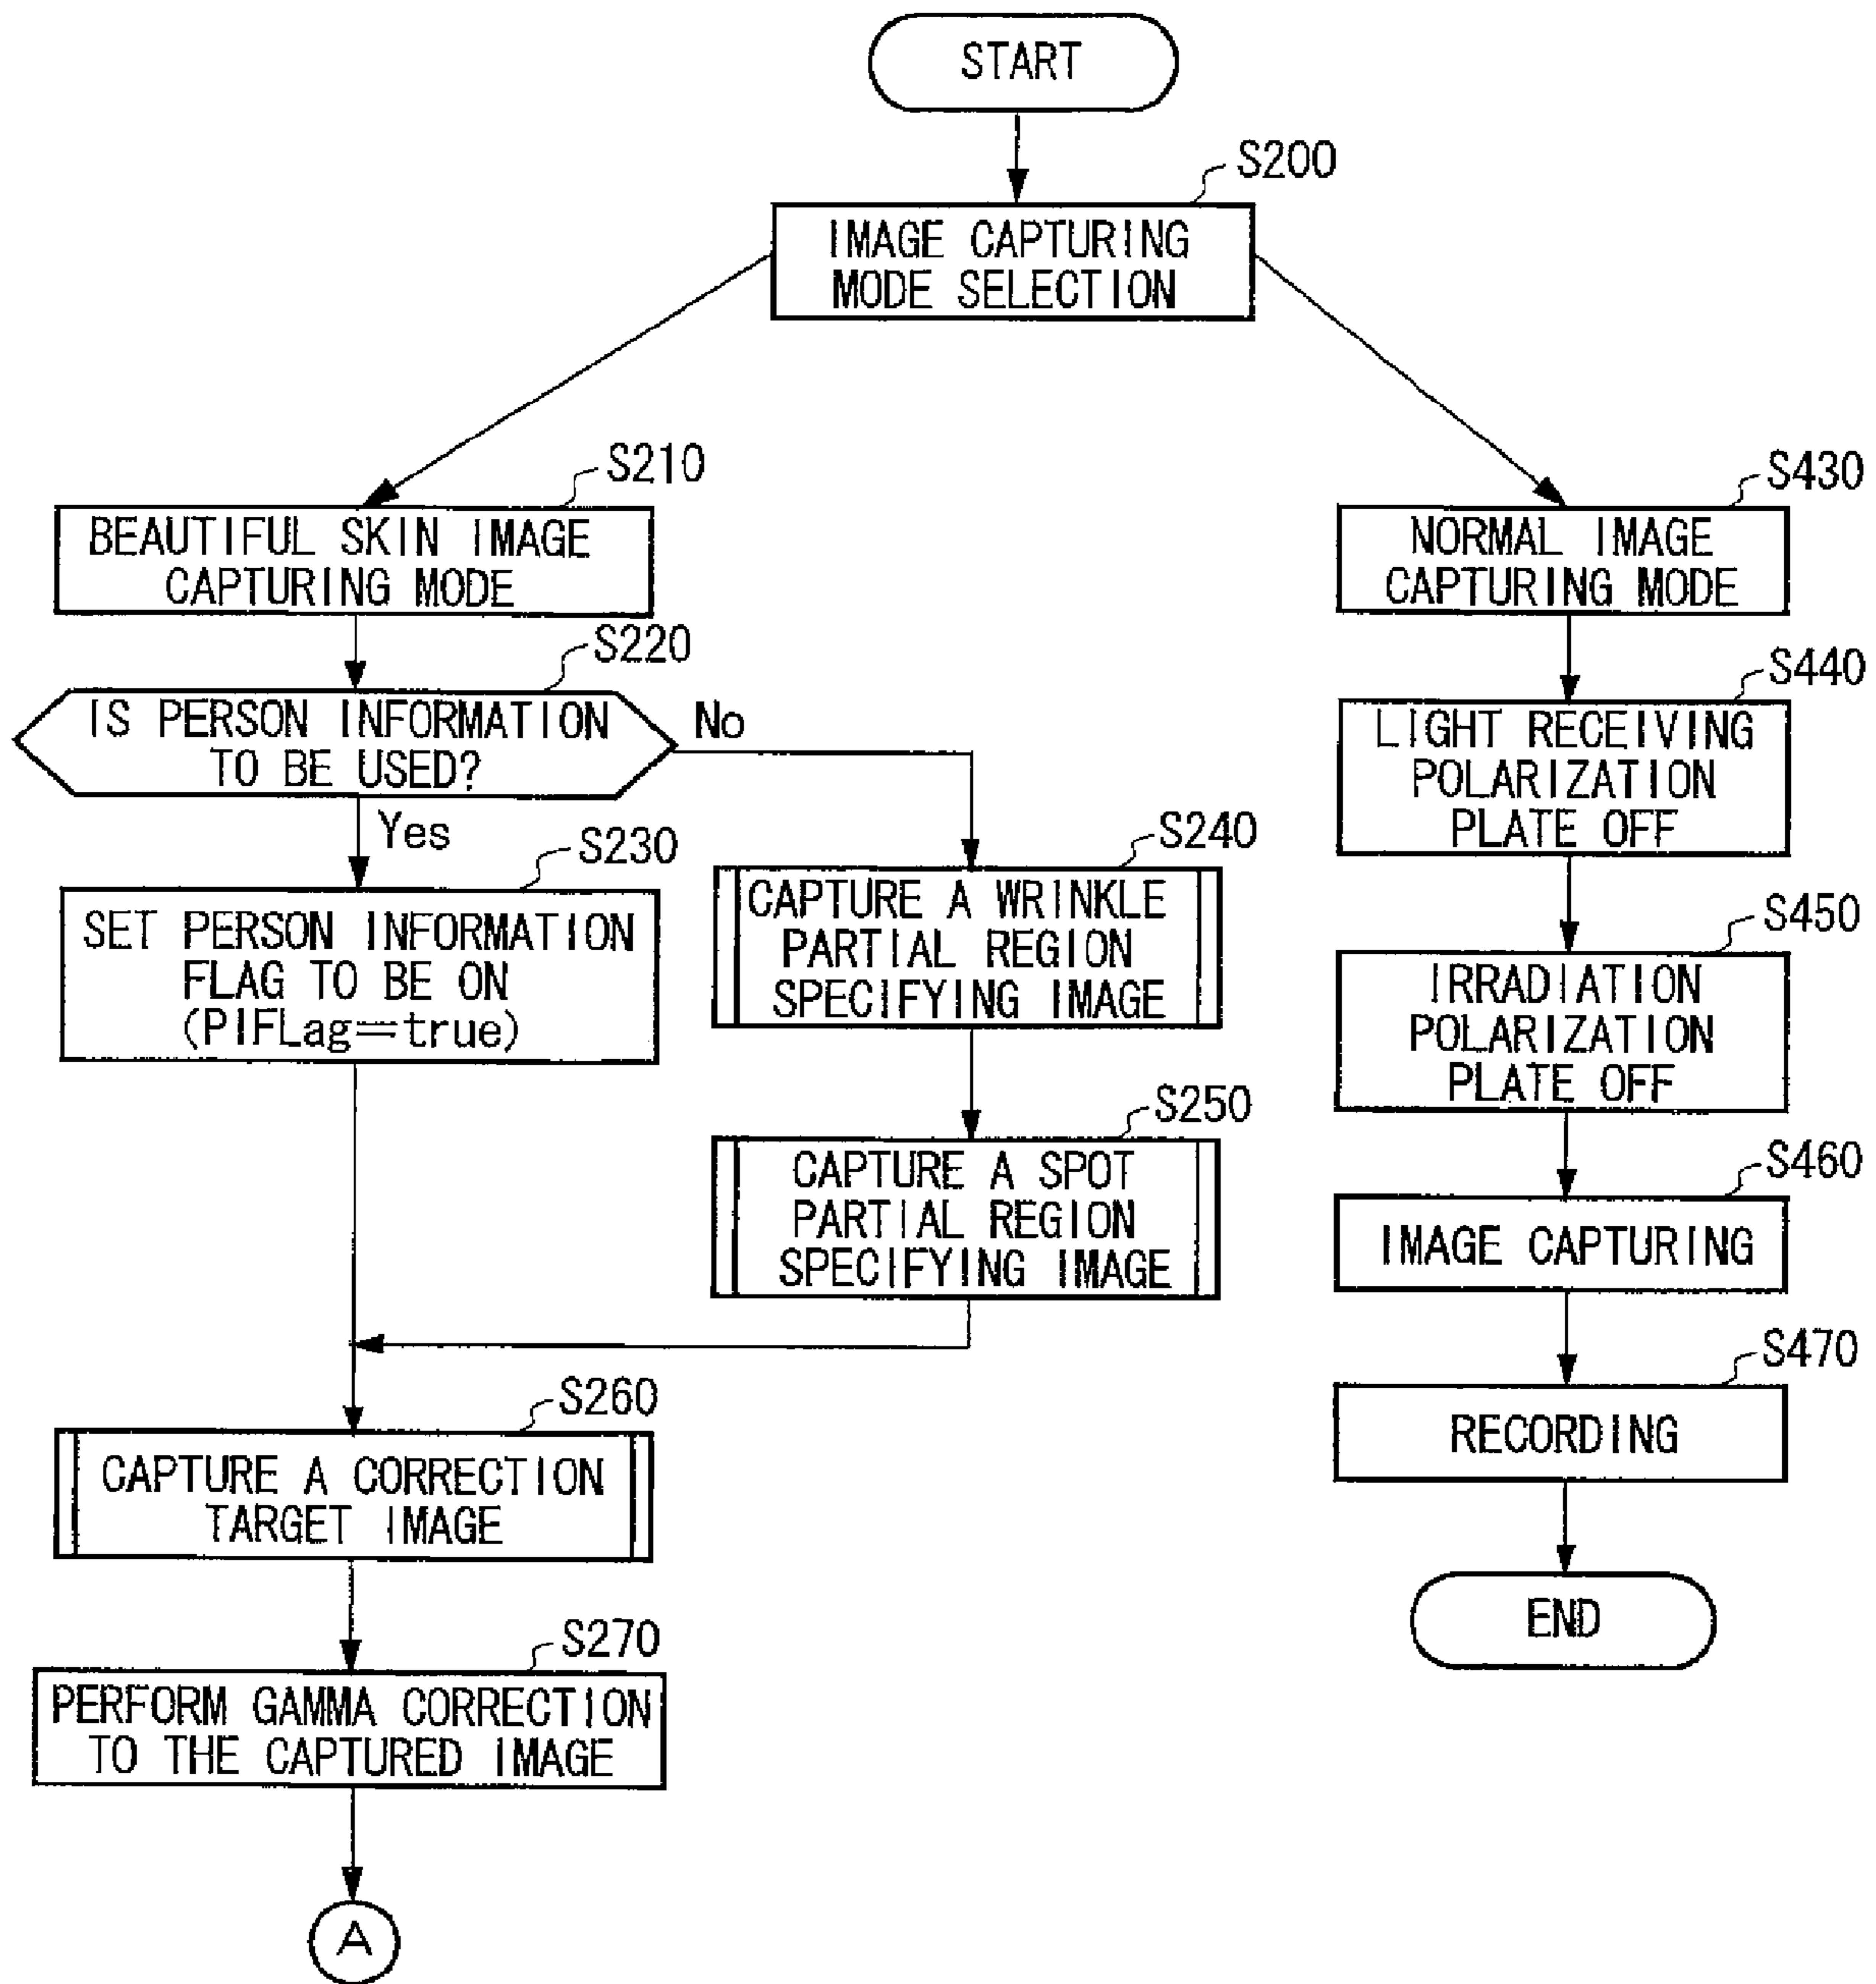 START
S200
IMAGE CAPTURING
MODE SELECTION
S210
BEAUTIFUL SKIN IMAGE
CAPTURING MODE
S220
IS PERSON INFORMATION
TO BE USED?
No
Yes
S230
SET PERSON INFORMATION
FLAG TO BE ON
(PIFLag=true)
S240
CAPTURE A WRINKLE
PARTIAL REGION
SPECIFYING IMAGE
S250
CAPTURE A SPOT
PARTIAL REGION
SPECIFYING IMAGE
S260
CAPTURE A CORRECTION
TARGET IMAGE
S270
PERFORM GAMMA CORRECTION
TO THE CAPTURED IMAGE
A
S430
NORMAL IMAGE
CAPTURING MODE
S440
LIGHT RECEIVING
POLARIZATION
PLATE OFF
S450
IRRADIATION
POLARIZATION
PLATE OFF
S460
IMAGE CAPTURING
S470
RECORDING
END